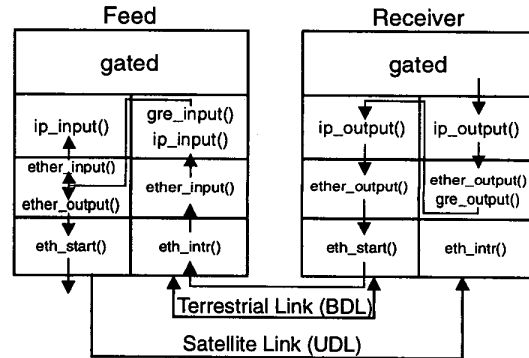 Feed
Receiver
gated
gated
ip_input()
gre_input()
ip_input()
ip_output()
ip_output()
ether_input()
ether_output()
ether_input()
ether_output()
ether_output()
gre_output()
eth_start()
eth_intr()
eth_start()
eth_intr()
Terrestrial Link (BDL)
Satellite Link (UDL)